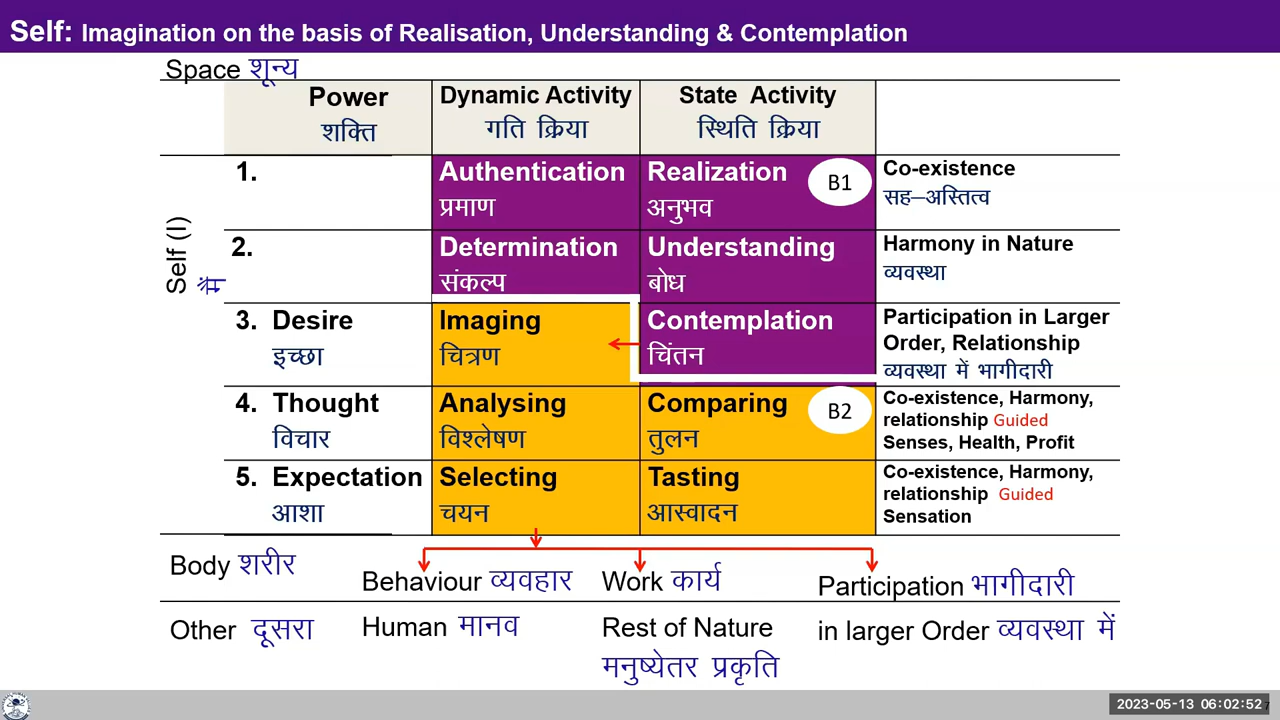 Self: Imagination on the basis of Realisation, Understanding & Contemplation
Space शून्य
Power
शक्ति
Dynamic Activity
गति क्रिया
State Activity
स्थिति क्रिया
Self (I)
मैं
1.
Authentication
प्रमाण
Realization
अनुभव
B1
Co-existence
सह–अस्तित्व
2.
Determination
संकल्प
Understanding
बोध
Harmony in Nature
व्यवस्था
3. Desire
इच्छा
Imaging
चित्रण
Contemplation
चिंतन
Participation in Larger
Order, Relationship
व्यवस्था में भागीदारी
4. Thought
विचार
Analysing
विश्लेषण
Comparing
तुलन
B2
Co-existence, Harmony,
relationship Guided
Senses, Health, Profit
5. Expectation
आशा
Selecting
चयन
Tasting
आस्वादन
Co-existence, Harmony,
relationship Guided
Sensation
Body शरीर
Behaviour व्यवहार
Work कार्य
Participation भागीदारी
Other दूसरा
Human मानव
Rest of Nature
मनुष्येतर प्रकृति
in larger Order व्यवस्था में
2023-05-13 06:02:52
7